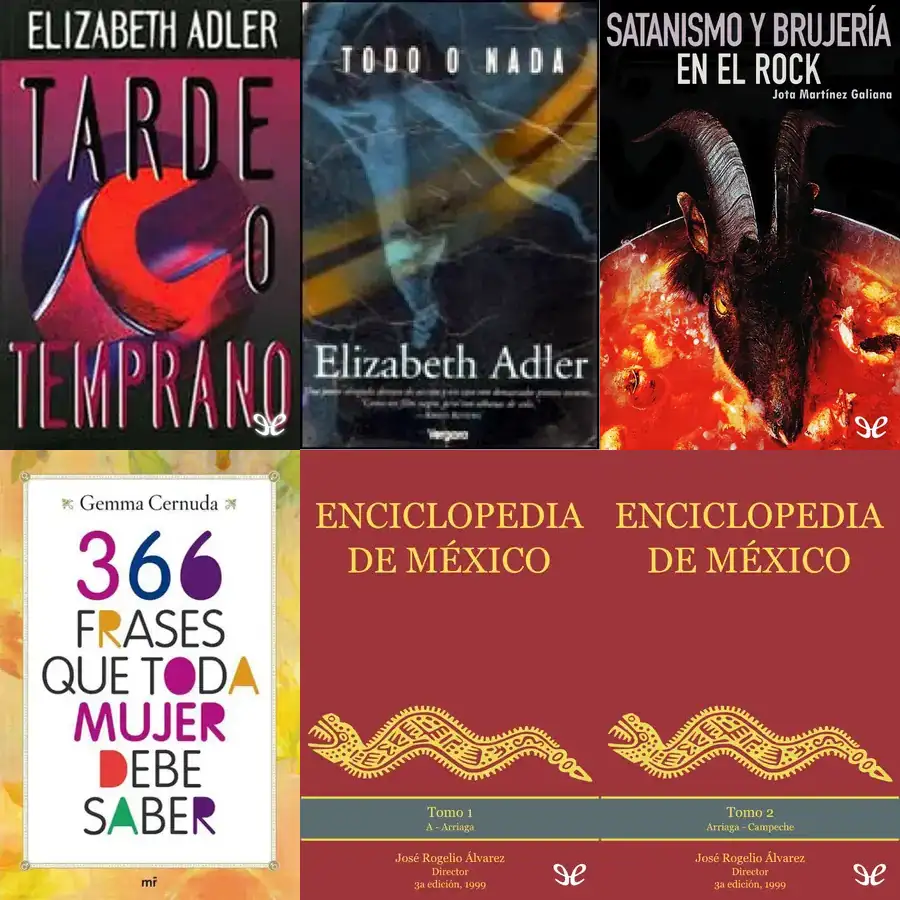 ELIZABETH ADLER
TARDE
O
TEMPRANO
TODO O NADA
Elizabeth Adler
Vergara
SATANISMO Y BRUJERÍA
EN EL ROCK
Jota Martínez Galiana
Gemma Cernuda
366
FRASES
QUE TODA
MUJER
DEBE
SABER
mr
ENCICLOPEDIA
DE MÉXICO
Tomo 1
A - Arriaga
José Rogelio Álvarez
Director
3a edición, 1999
ENCICLOPEDIA
DE MÉXICO
Tomo 2
Arriaga - Campeche
José Rogelio Álvarez
Director
3a edición, 1999